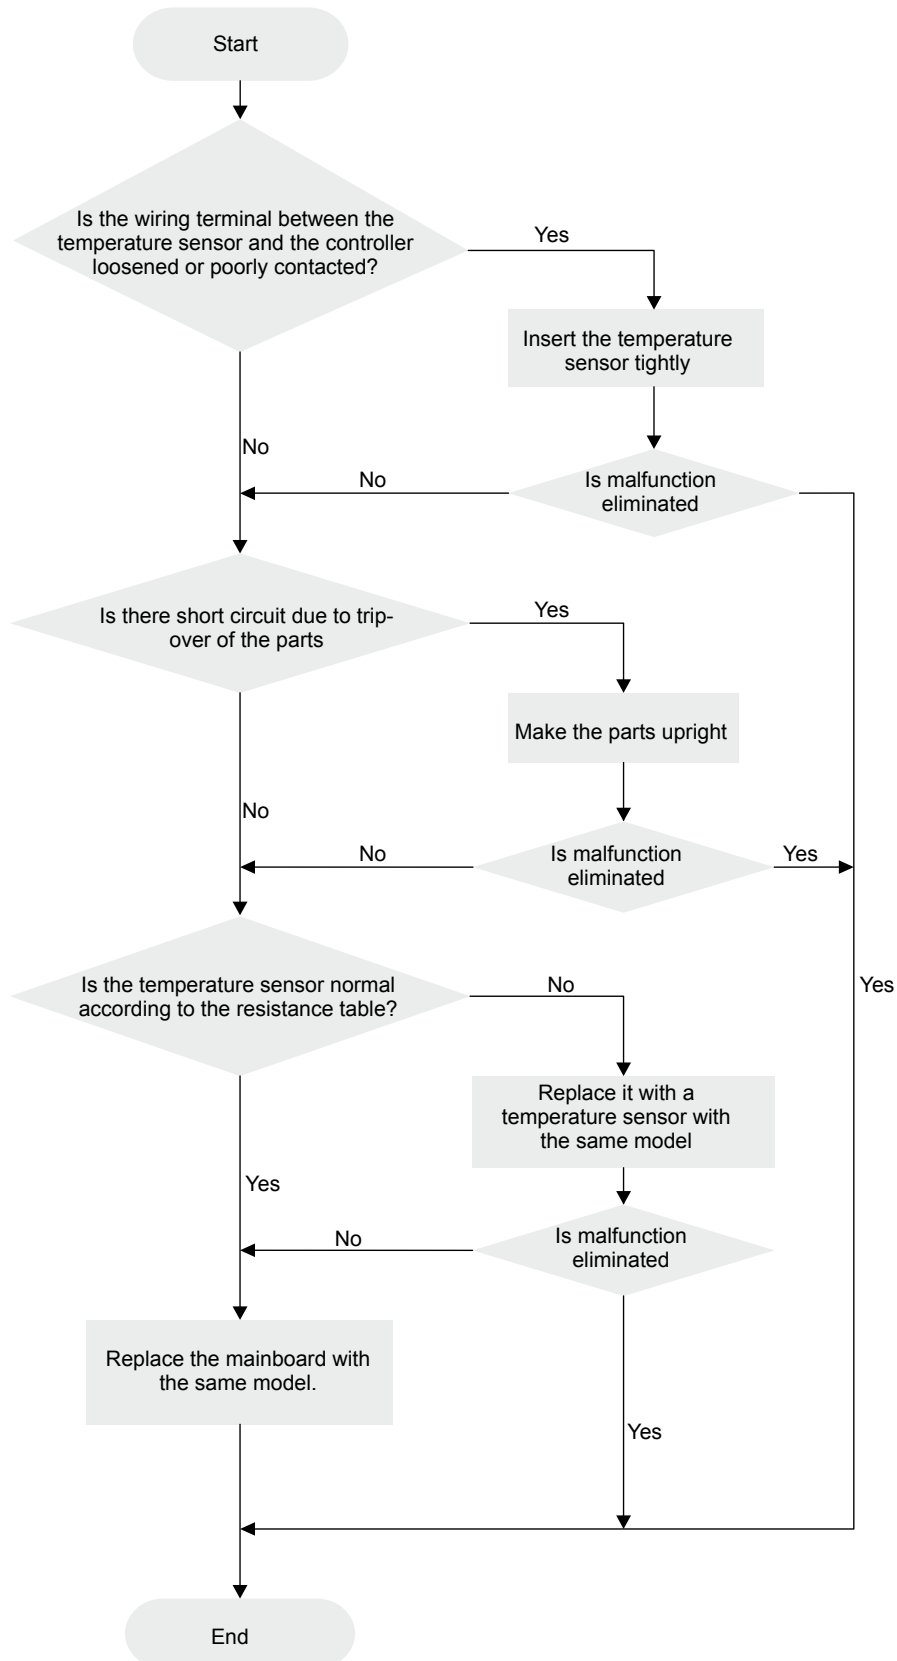 Start
Is the wiring terminal between the
temperature sensor and the controller
loosened or poorly contacted?
Yes
Insert the temperature
sensor tightly
No
No
Is malfunction
eliminated
Is there short circuit due to trip-
over of the parts
Yes
Make the parts upright
No
No
Is malfunction
eliminated
Yes
Is the temperature sensor normal
according to the resistance table?
No
Yes
Replace it with a
temperature sensor with
the same model
Yes
No
Is malfunction
eliminated
Replace the mainboard with
the same model.
Yes
End